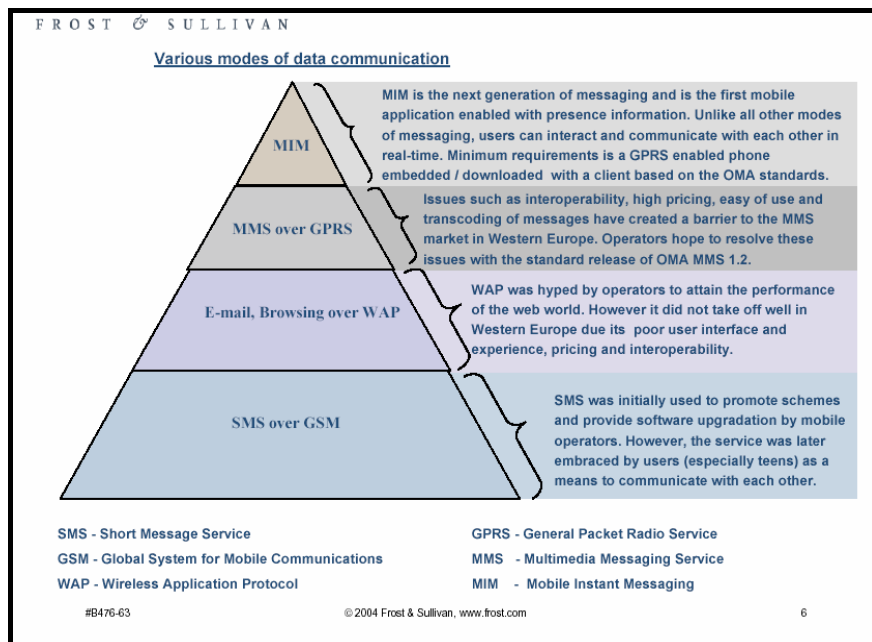 FROST & SULLIVAN
Various modes of data communication
MIM
MIM is the next generation of messaging and is the first mobile
application enabled with presence information. Unlike all other modes
of messaging, users can interact and communicate with each other in
real-time. Minimum requirements is a GPRS enabled phone
embedded / downloaded with a client based on the OMA standards.
MMS over GPRS
Issues such as interoperability, high pricing, easy of use and
transcoding of messages have created a barrier to the MMS
market in Western Europe. Operators hope to resolve these
issues with the standard release of OMA MMS 1.2.
E-mail, Browsing over WAP
WAP was hyped by operators to attain the performance
of the web world. However it did not take off well in
Western Europe due its poor user interface and
experience, pricing and interoperability.
SMS over GSM
SMS was initially used to promote schemes
and provide software upgradation by mobile
operators. However, the service was later
embraced by users (especially teens) as a
means to communicate with each other.
SMS - Short Message Service
GSM - Global System for Mobile Communications
WAP - Wireless Application Protocol
GPRS - General Packet Radio Service
MMS - Multimedia Messaging Service
MIM - Mobile Instant Messaging
#B476-63
© 2004 Frost & Sullivan, www.frost.com
6